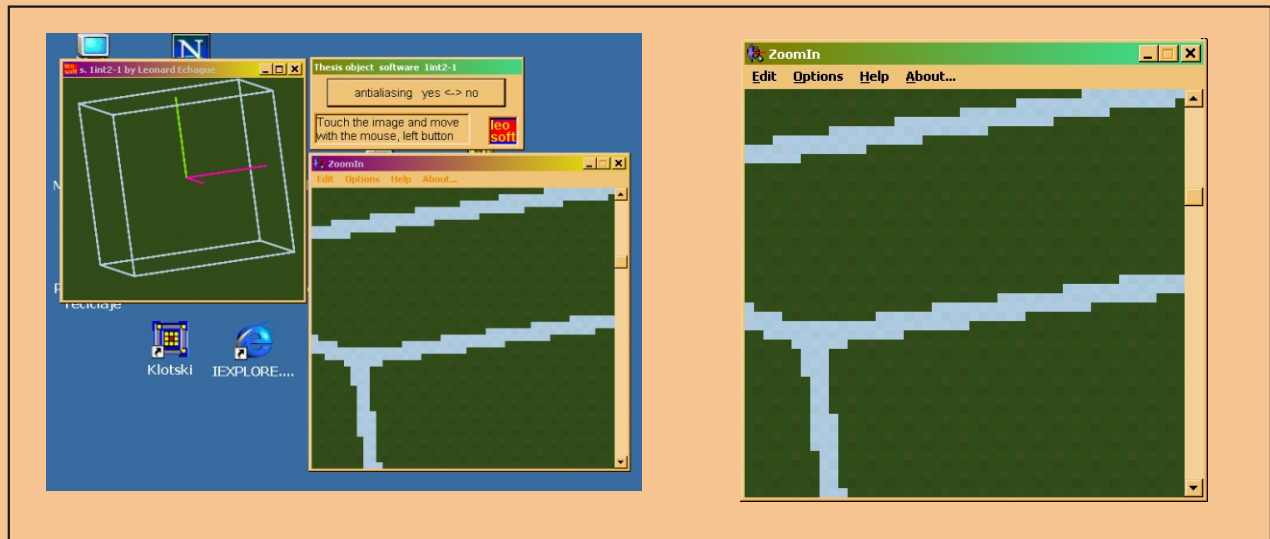 N
leo
soft
s. 1int2-1 by Leonard Echague
Thesis object software 1int2-1
antialiasing yes <-> no
Touch the image and move
with the mouse, left button
leo
soft
ZoomIn
Edit Options Help About...
reciclaje
Klotski
IEXPLORE....
ZoomIn
Edit Options Help About...